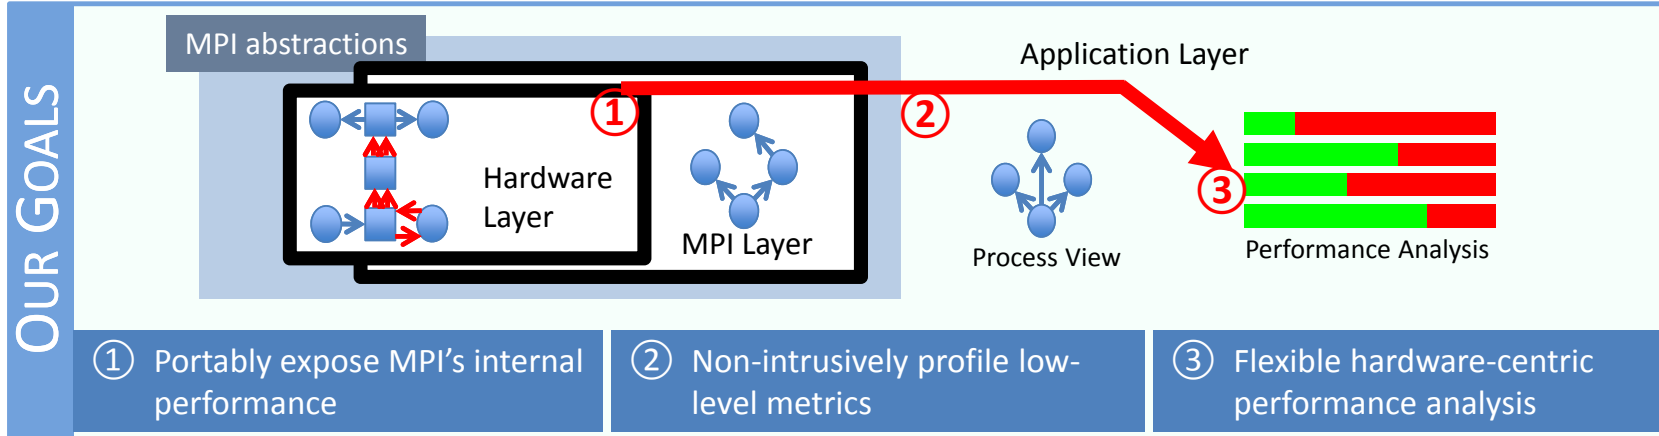 OUR GOALS
MPI abstractions
Application Layer
①
②
③
Hardware
Layer
MPI Layer
Process View
Performance Analysis
① Portably expose MPI’s internal
performance
② Non-intrusively profile low-
level metrics
③ Flexible hardware-centric
performance analysis